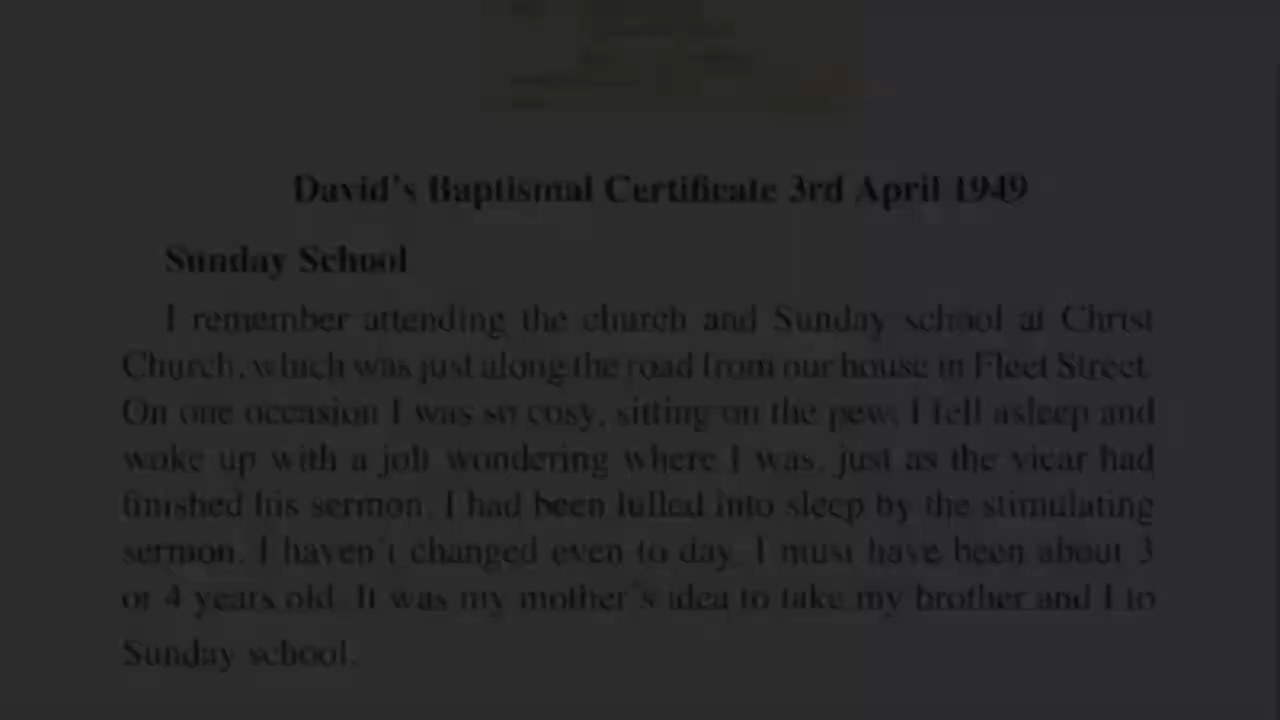 David's Baptismal Certificate 3rd April 1949
Sunday School
I remember attending the church and Sunday school at Christ
Church, which was just along the road from our house in Fleet Street.
On one occasion I was so cosy, sitting on the pew, I fell asleep and
woke up with a jolt wondering where I was, just as the vicar had
finished his sermon. I had been lulled into sleep by the stimulating
sermon. I haven't changed even to day. I must have been about 3
or 4 years old. It was my mother's idea to take my brother and I to
Sunday school.